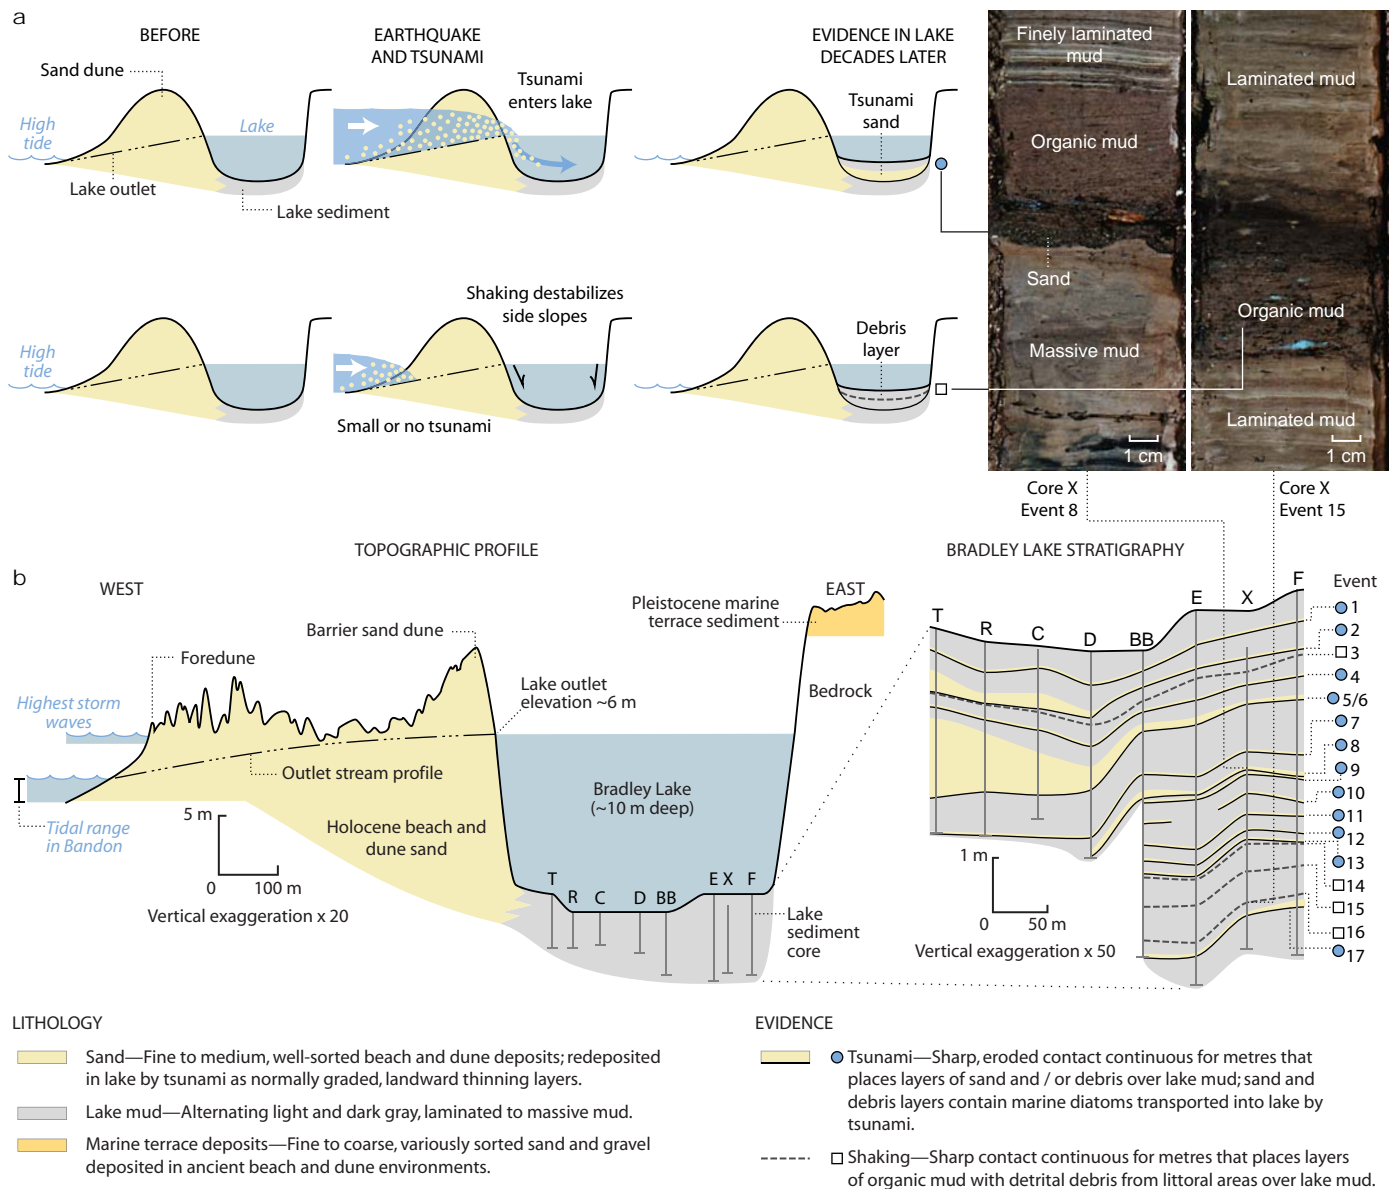 a
BEFORE
EARTHQUAKE
AND TSUNAMI
EVIDENCE IN LAKE
DECADES LATER
Sand dune
High
tide
Lake
Lake outlet
Lake sediment
Tsunami
enters lake
Tsunami
sand
Finely laminated
mud
Organic mud
Sand
Massive mud
1 cm
Laminated mud
Organic mud
Laminated mud
1 cm
High
tide
Shaking destabilizes
side slopes
Small or no tsunami
Debris
layer
Core X
Event 8
Core X
Event 15
b
TOPOGRAPHIC PROFILE
BRADLEY LAKE STRATIGRAPHY
WEST
EAST
Pleistocene marine
terrace sediment
Barrier sand dune
Foredune
Highest storm
waves
Lake outlet
elevation ~6 m
Bedrock
Outlet stream profile
Bradley Lake
(~10 m deep)
Tidal range
in Bandon
5 m
0
100 m
Vertical exaggeration x 20
Holocene beach and
dune sand
T
R
C
D
BB
E
X
F
Lake
sediment
core
T
R
C
D
BB
E
X
F
Event
1
2
3
4
5/6
7
8
9
10
11
12
13
14
15
16
17
1 m
0
50 m
Vertical exaggeration x 50
LITHOLOGY
Sand—Fine to medium, well-sorted beach and dune deposits; redeposited
in lake by tsunami as normally graded, landward thinning layers.
Lake mud—Alternating light and dark gray, laminated to massive mud.
Marine terrace deposits—Fine to coarse, variously sorted sand and gravel
deposited in ancient beach and dune environments.
EVIDENCE
Tsunami—Sharp, eroded contact continuous for metres that
places layers of sand and / or debris over lake mud; sand and
debris layers contain marine diatoms transported into lake by
tsunami.
Shaking—Sharp contact continuous for metres that places layers
of organic mud with detrital debris from littoral areas over lake mud.